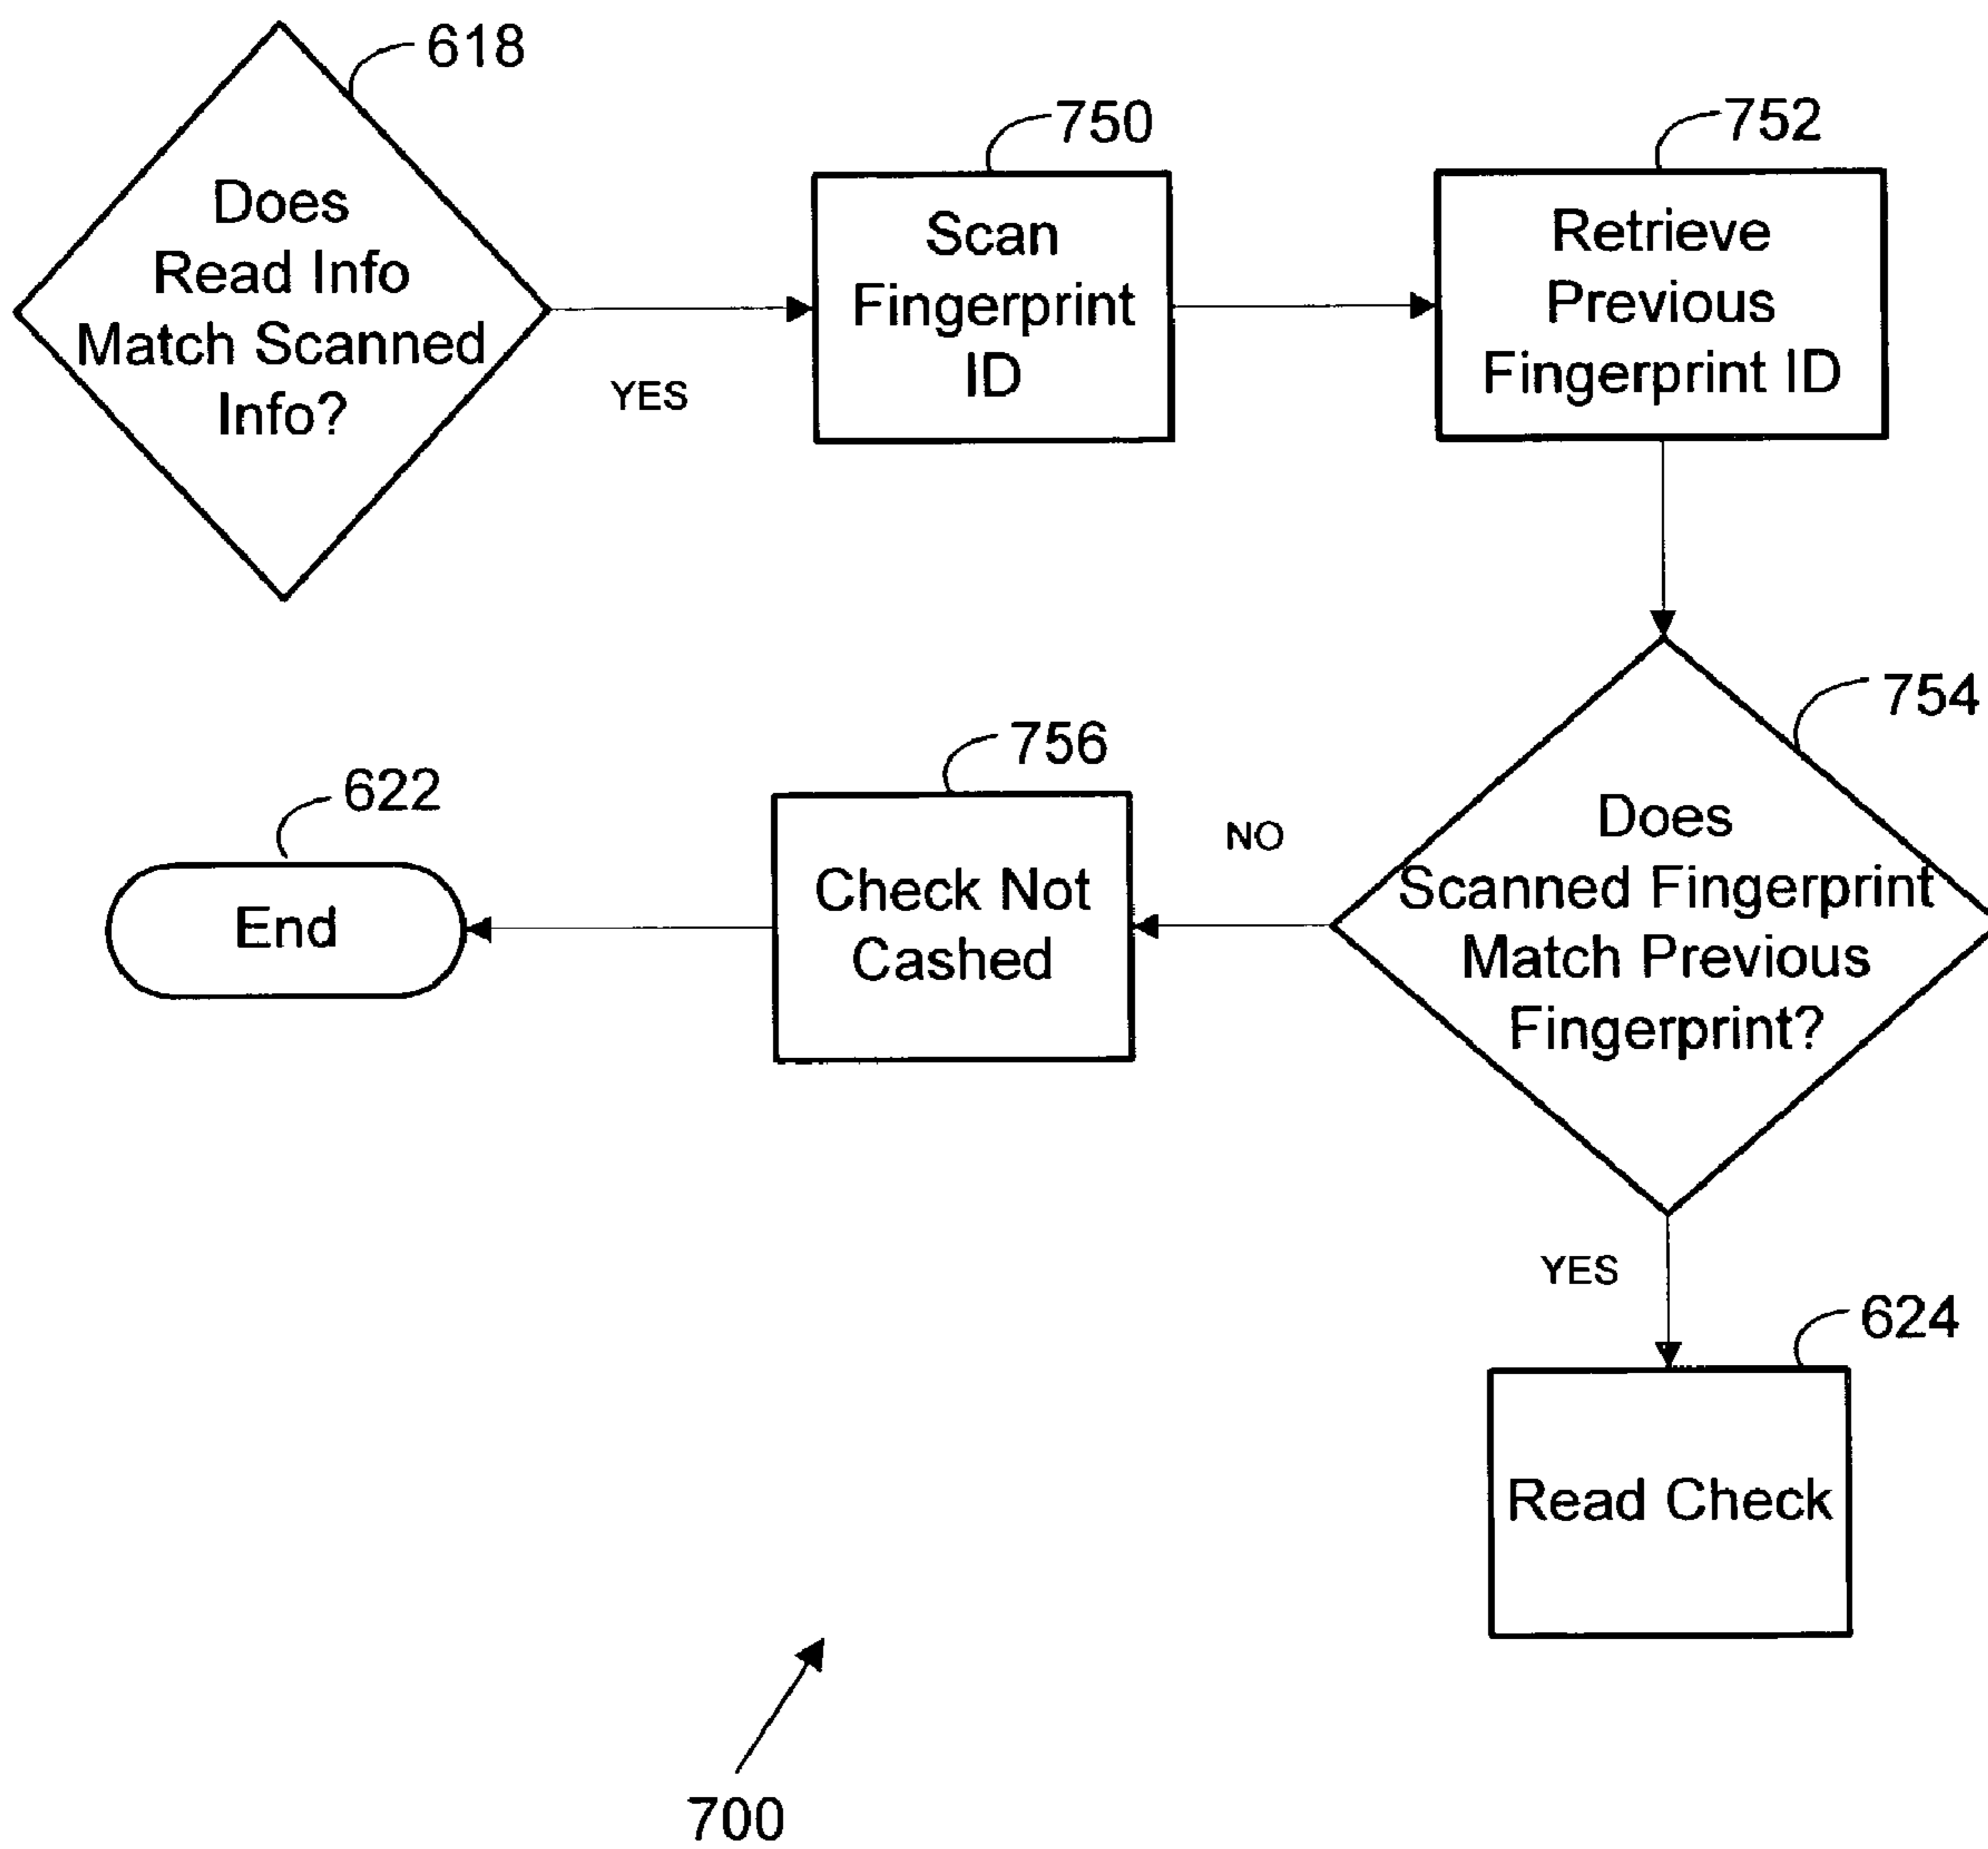 618
Does
Read Info
Match Scanned
Info?
YES
750
Scan
Fingerprint
ID
752
Retrieve
Previous
Fingerprint ID
754
Does
Scanned Fingerprint
Match Previous
Fingerprint?
NO
756
Check Not
Cashed
622
End
YES
624
Read Check
700